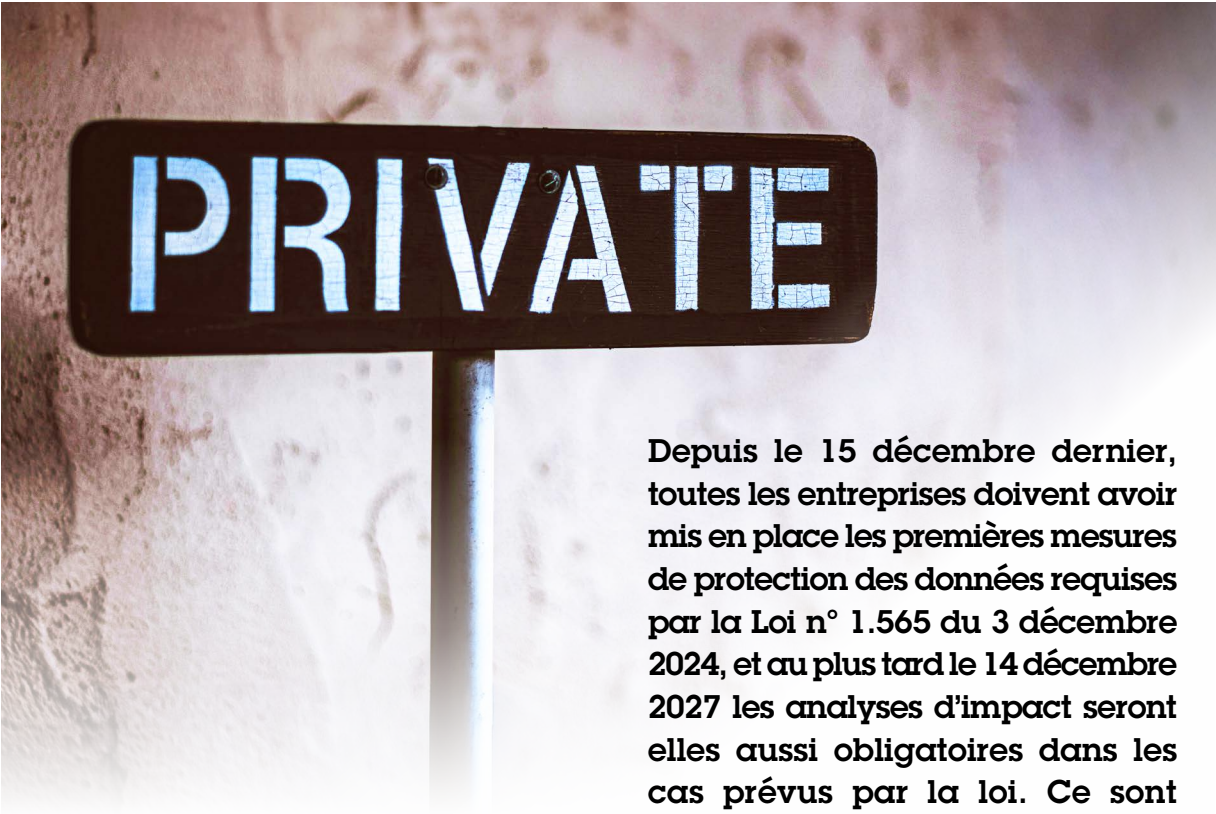 PRIVATE
Depuis le 15 décembre dernier,
toutes les entreprises doivent avoir
mis en place les premières mesures
de protection des données requises
par la Loi n° 1.565 du 3 décembre
2024, et au plus tard le 14 décembre
2027 les analyses d'impact seront
elles aussi obligatoires dans les
cas prévus par la loi. Ce sont